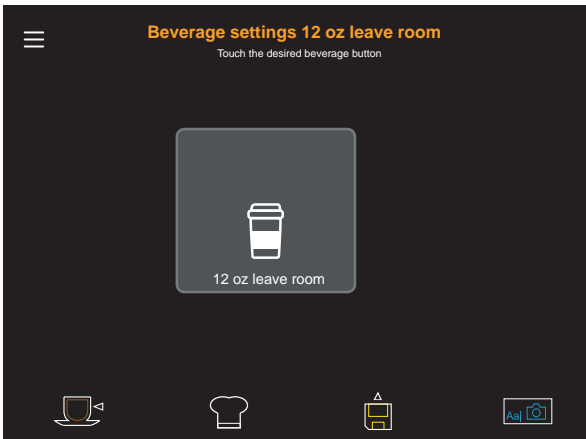 Beverage settings 12 oz leave room
Touch the desired beverage button
12 oz leave room
Aa|